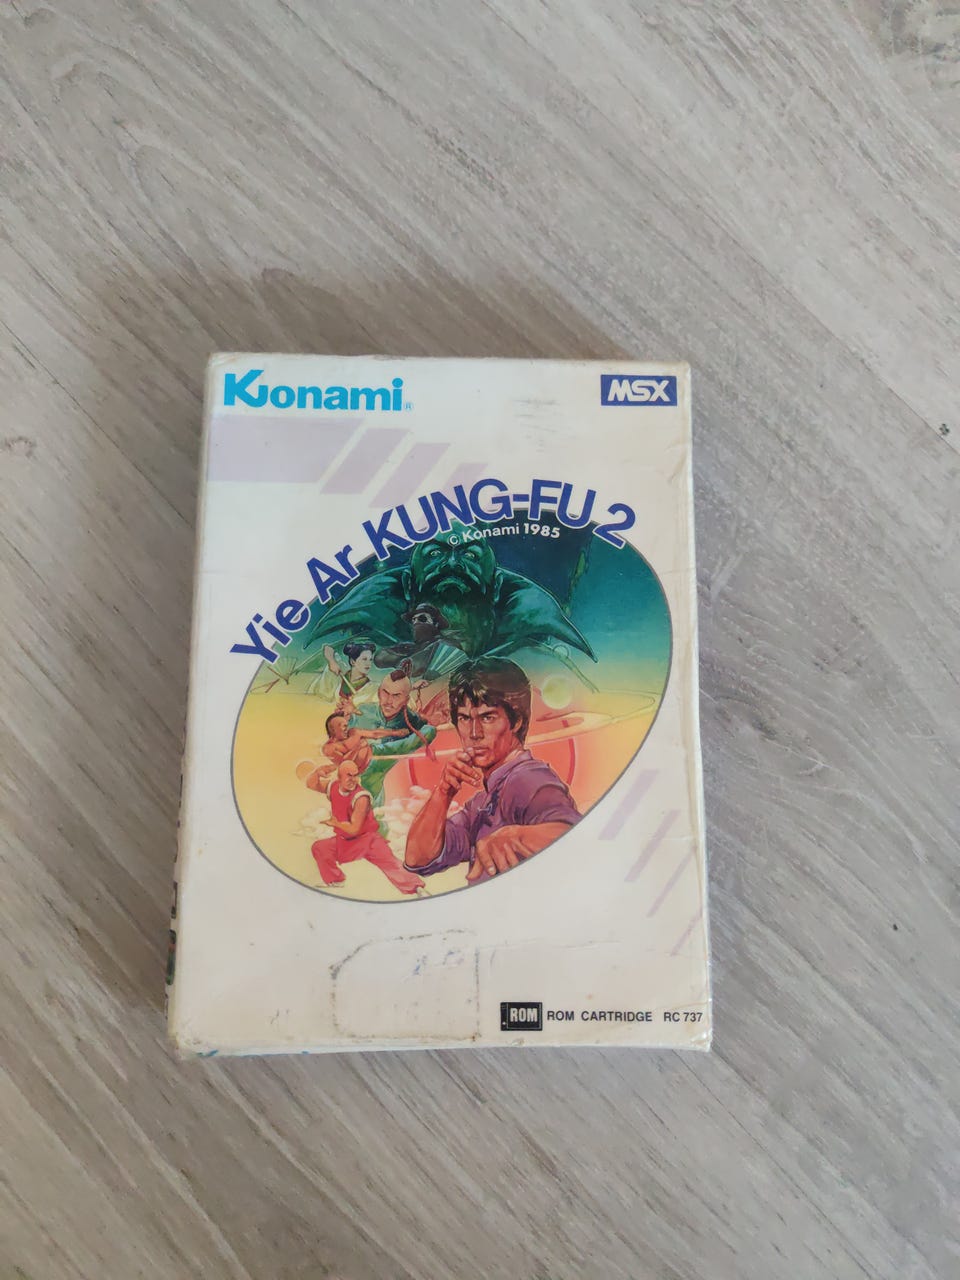 Konami®
MSX
Yie Ar KUNG-FU 2
© Konami 1985
ROM ROM CARTRIDGE RC 737